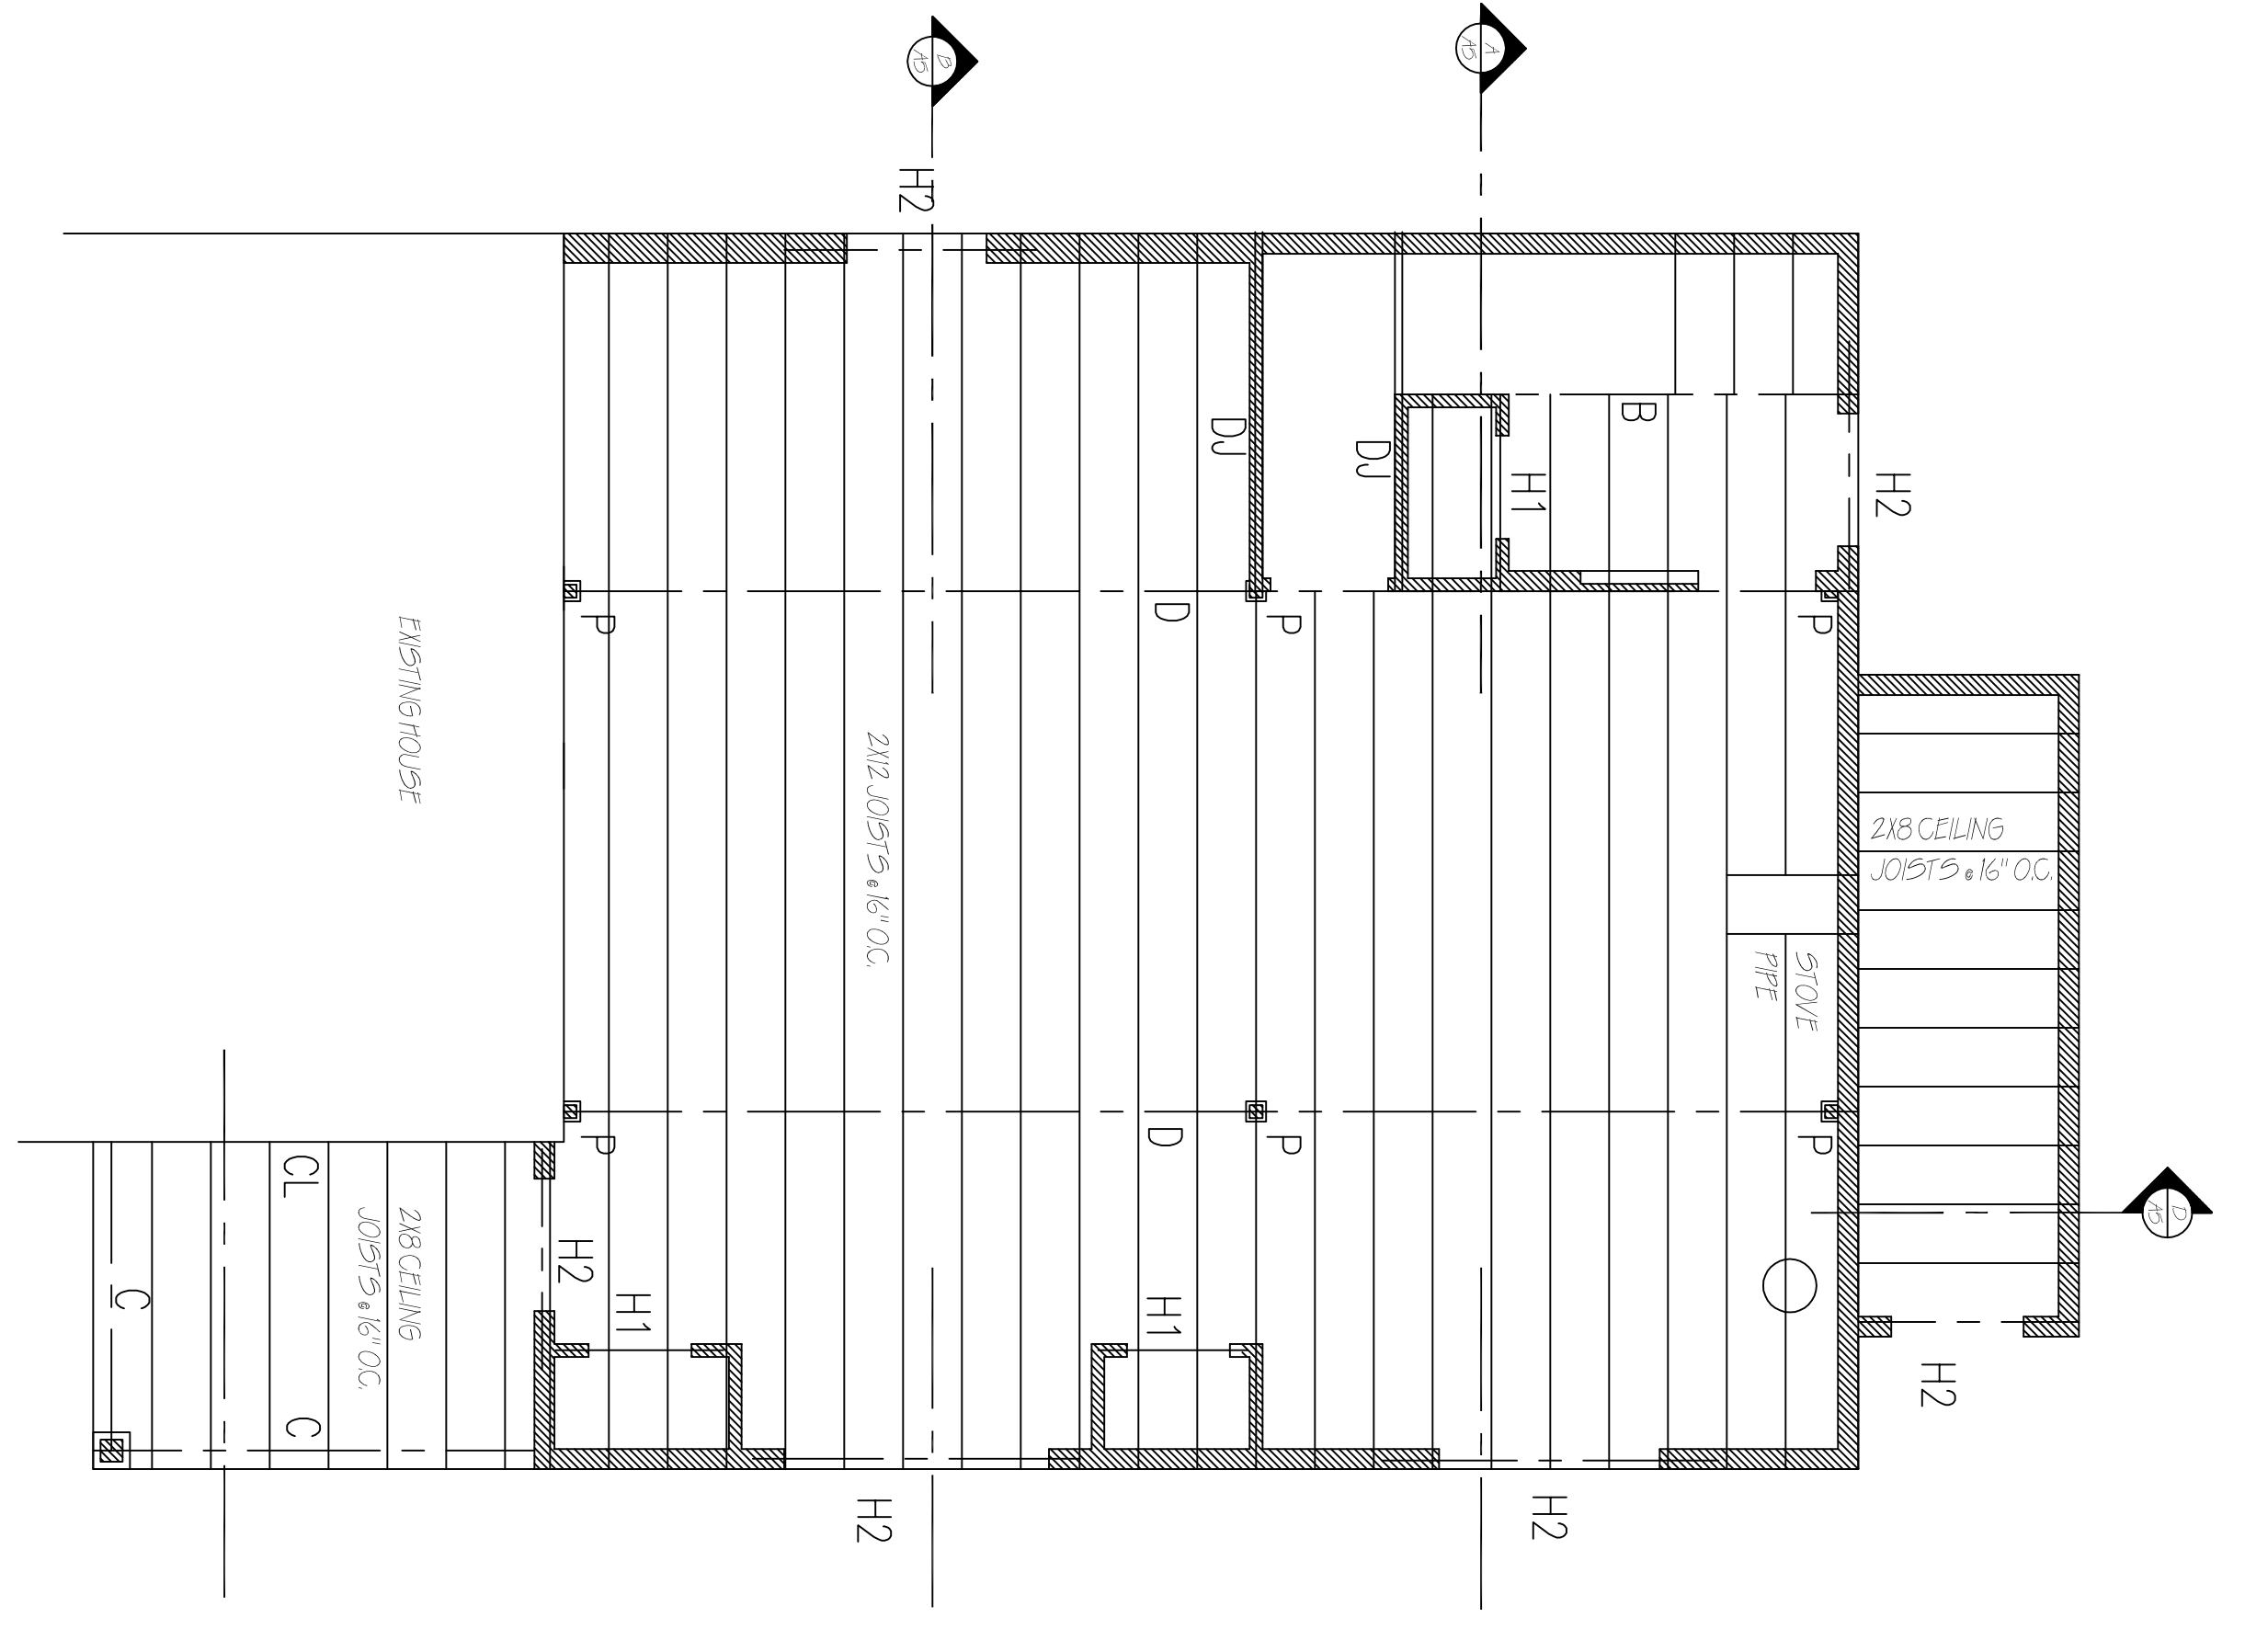 B
A5
A
A5
H2
DJ
DJ
B
H1
H2
D
P
P
P
EXISTING HOUSE
2X12 JOISTS @ 16" O.C.
2X8 CEILING
JOISTS @ 16" O.C.
STOVE
PIPE
P
D
P
P
CL
C
C
2X8 CEILING
JOISTS @ 16" O.C.
H2
H1
H1
D
A5
H2
H2
H2